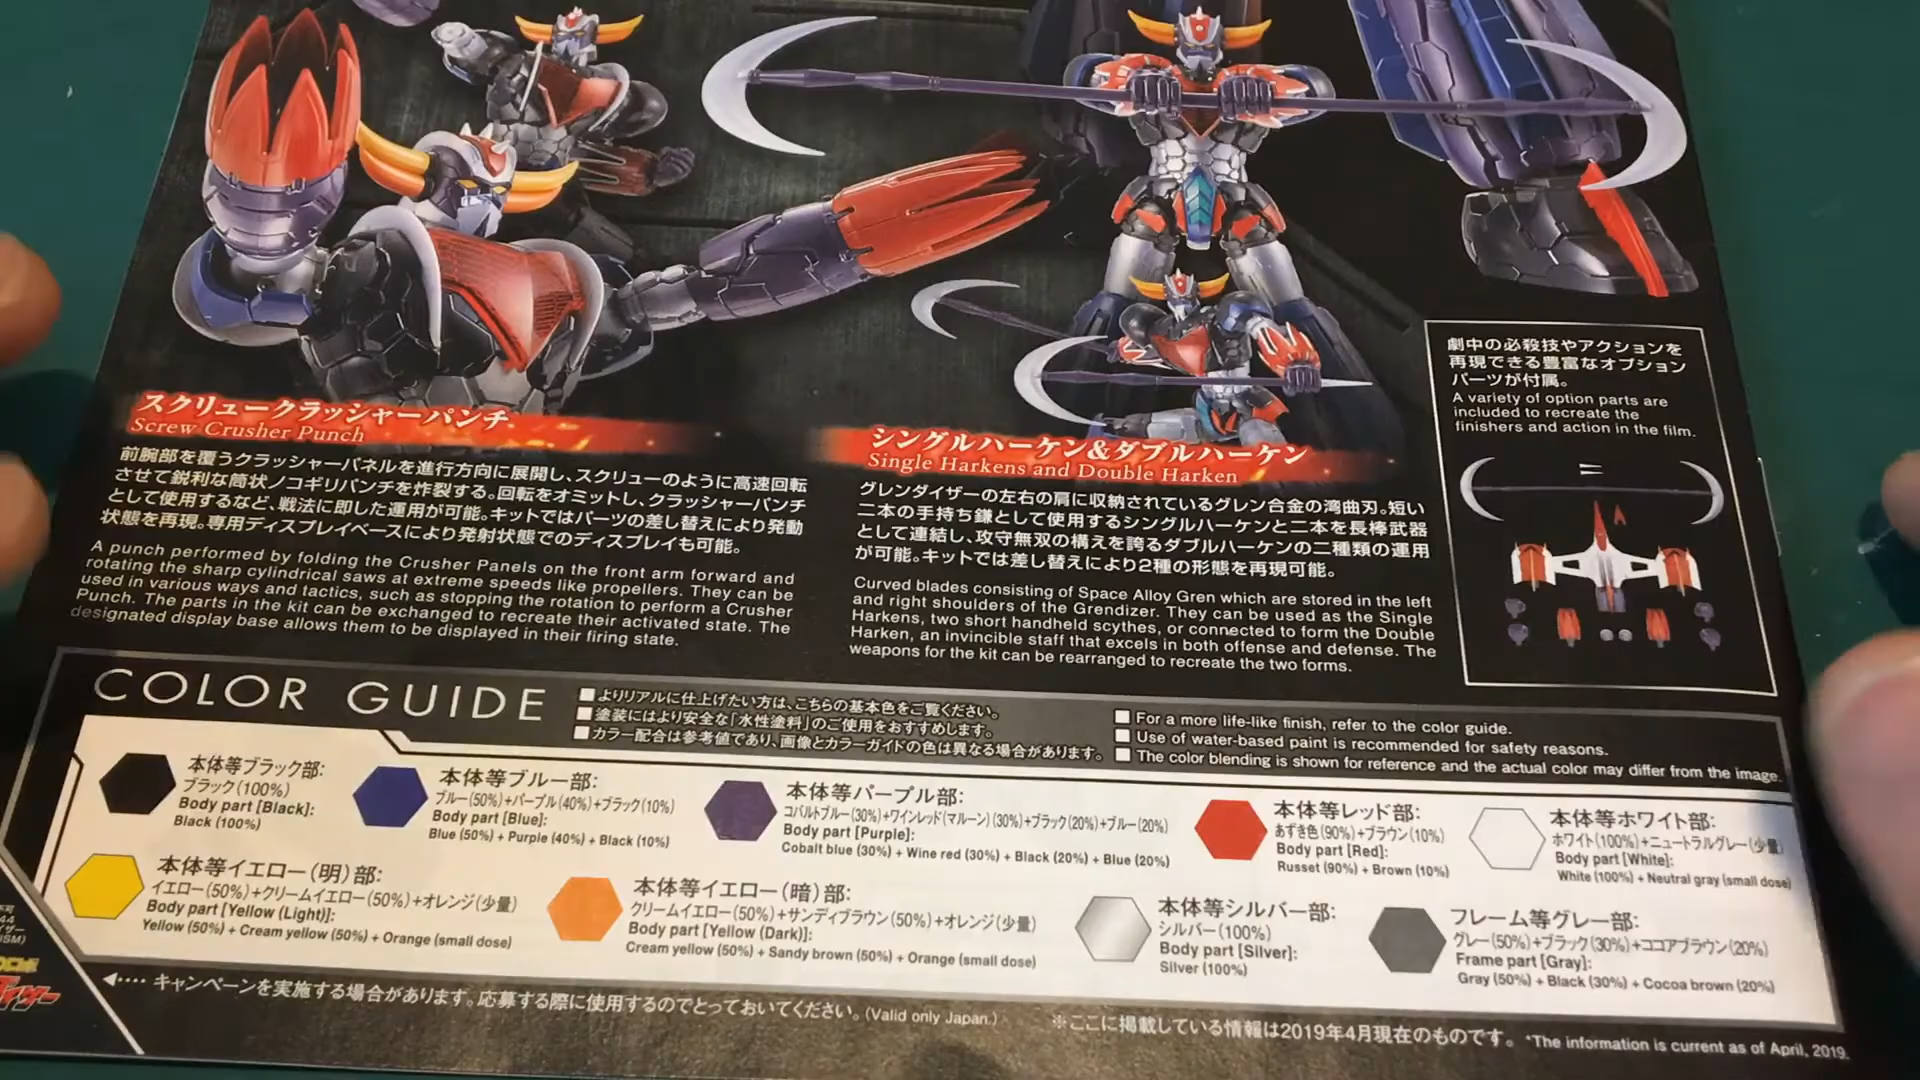 スクリュークラッシャーパンチ
Screw Crusher Punch
前腕部を覆うクラッシャーパネルを進行方向に展開し、スクリューのように高速回転
させて鋭利な筒状ノコギリパンチを炸裂する。回転をオミットし、クラッシャーパンチ
として使用するなど、戦法に即した運用が可能。キットではパーツの差し替えにより発動
状態を再現。専用ディスプレイベースにより発射状態でのディスプレイも可能。
A punch performed by folding the Crusher Panels on the front arm forward and
rotating the sharp cylindrical saws at extreme speeds like propellers. They can be
used in various ways and tactics, such as stopping the rotation to perform a Crusher
Punch. The parts in the kit can be exchanged to recreate their activated state. The
designated display base allows them to be displayed in their firing state.
シングルハーケン&ダブルハーケン
Single Harkens and Double Harken
グレンダイザーの左右の肩に収納されているグレン合金の湾曲刃。短い
二本の手持ち鎌として使用するシングルハーケンと二本を長棒武器
として連結し、攻守無双の構えを誇るダブルハーケンの二種類の運用
が可能。キットでは差し替えにより2種の形態を再現可能。
Curved blades consisting of Space Alloy Gren which are stored in the left
and right shoulders of the Grendizer. They can be used as the Single
Harkens, two short handheld scythes, or connected to form the Double
Harken, an invincible staff that excels in both offense and defense. The
weapons for the kit can be rearranged to recreate the two forms.
劇中の必殺技やアクションを
再現できる豊富なオプション
パーツが付属。
A variety of option parts are
included to recreate the
finishers and action in the film.
COLOR GUIDE
■よりリアルに仕上げたい方は、こちらの基本色をご覧ください。
■塗装にはより安全な「水性塗料」のご使用をおすすめします。
■カラー配合は参考値であり、画像とカラーガイドの色は異なる場合があります。
■ For a more life-like finish, refer to the color guide.
■ Use of water-based paint is recommended for safety reasons.
■ The color blending is shown for reference and the actual color may differ from the image.
本体等ブラック部:
ブラック(100%)
Body part [Black]:
Black (100%)
本体等ブルー部:
ブルー(50%)+パープル(40%)+ブラック(10%)
Body part [Blue]:
Blue (50%) + Purple (40%) + Black (10%)
本体等パープル部:
コバルトブルー(30%)+ワインレッド(マルーン)(30%)+ブラック(20%)+ブルー(20%)
Body part [Purple]:
Cobalt blue (30%) + Wine red (30%) + Black (20%) + Blue (20%)
本体等レッド部:
あずき色(90%)+ブラウン(10%)
Body part [Red]:
Russet (90%) + Brown (10%)
本体等ホワイト部:
ホワイト(100%)+ニュートラルグレー(少量)
Body part [White]:
White (100%) + Neutral gray (small dose)
本体等イエロー(明)部:
イエロー(50%)+クリームイエロー(50%)+オレンジ(少量)
Body part [Yellow (Light)]:
Yellow (50%) + Cream yellow (50%) + Orange (small dose)
本体等イエロー(暗)部:
クリームイエロー(50%)+サンディブラウン(50%)+オレンジ(少量)
Body part [Yellow (Dark)]:
Cream yellow (50%) + Sandy brown (50%) + Orange (small dose)
本体等シルバー部:
シルバー(100%)
Body part [Silver]:
Silver (100%)
フレーム等グレー部:
グレー(50%)+ブラック(30%)+ココアブラウン(20%)
Frame part [Gray]:
Gray (50%) + Black (30%) + Cocoa brown (20%)
◀···· キャンペーンを実施する場合があります。応募する際に使用するのでとっておいてください。(Valid only Japan.)
※ここに掲載している情報は2019年4月現在のものです。 *The information is current as of April, 2019.